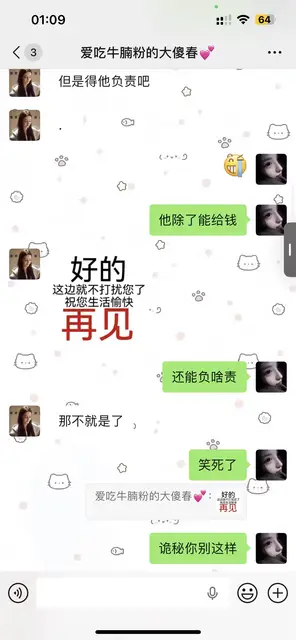 01:09
64
3
爱吃牛腩粉的大傻春💕
但是得他负责吧
.
😭
他除了能给钱
好的
这边就不打扰您了
祝您生活愉快
再见
还能负啥责
那不就是了
笑死了
爱吃牛腩粉的大傻春💕：
好的
再见
诡秘你别这样